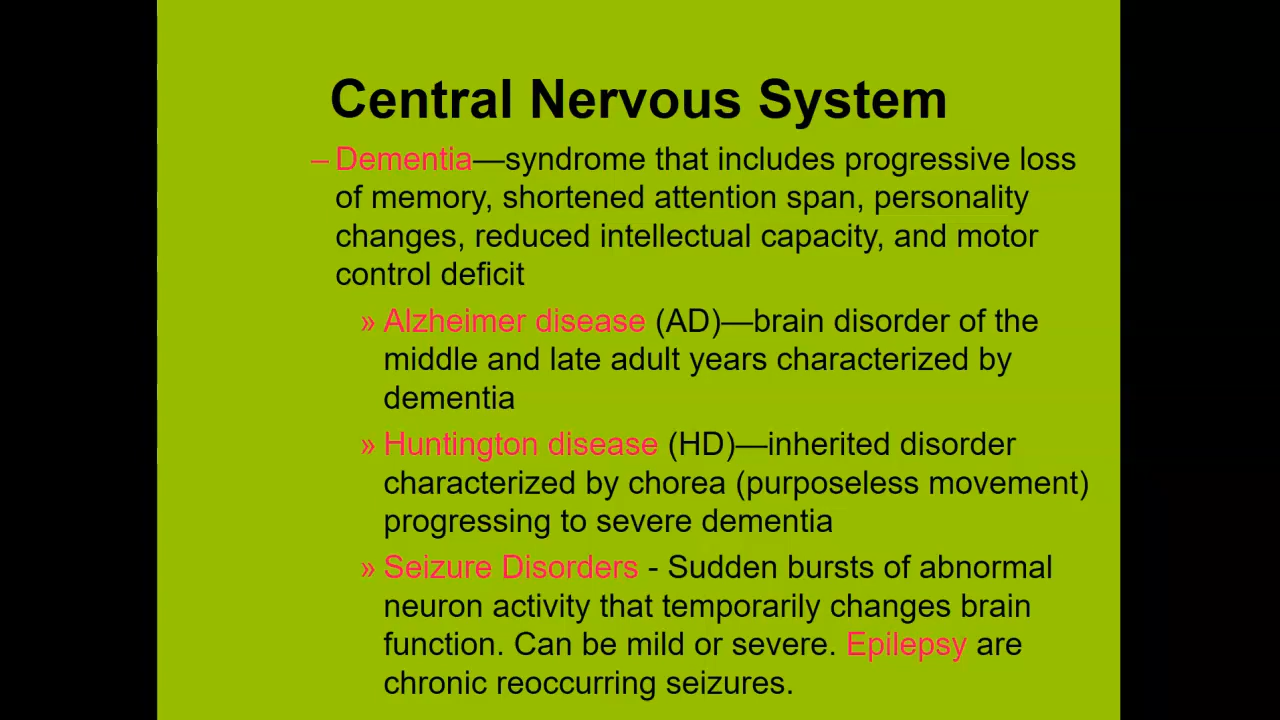 Central Nervous System
– Dementia—syndrome that includes progressive loss
of memory, shortened attention span, personality
changes, reduced intellectual capacity, and motor
control deficit
» Alzheimer disease (AD)—brain disorder of the
middle and late adult years characterized by
dementia
» Huntington disease (HD)—inherited disorder
characterized by chorea (purposeless movement)
progressing to severe dementia
» Seizure Disorders - Sudden bursts of abnormal
neuron activity that temporarily changes brain
function. Can be mild or severe. Epilepsy are
chronic reoccurring seizures.